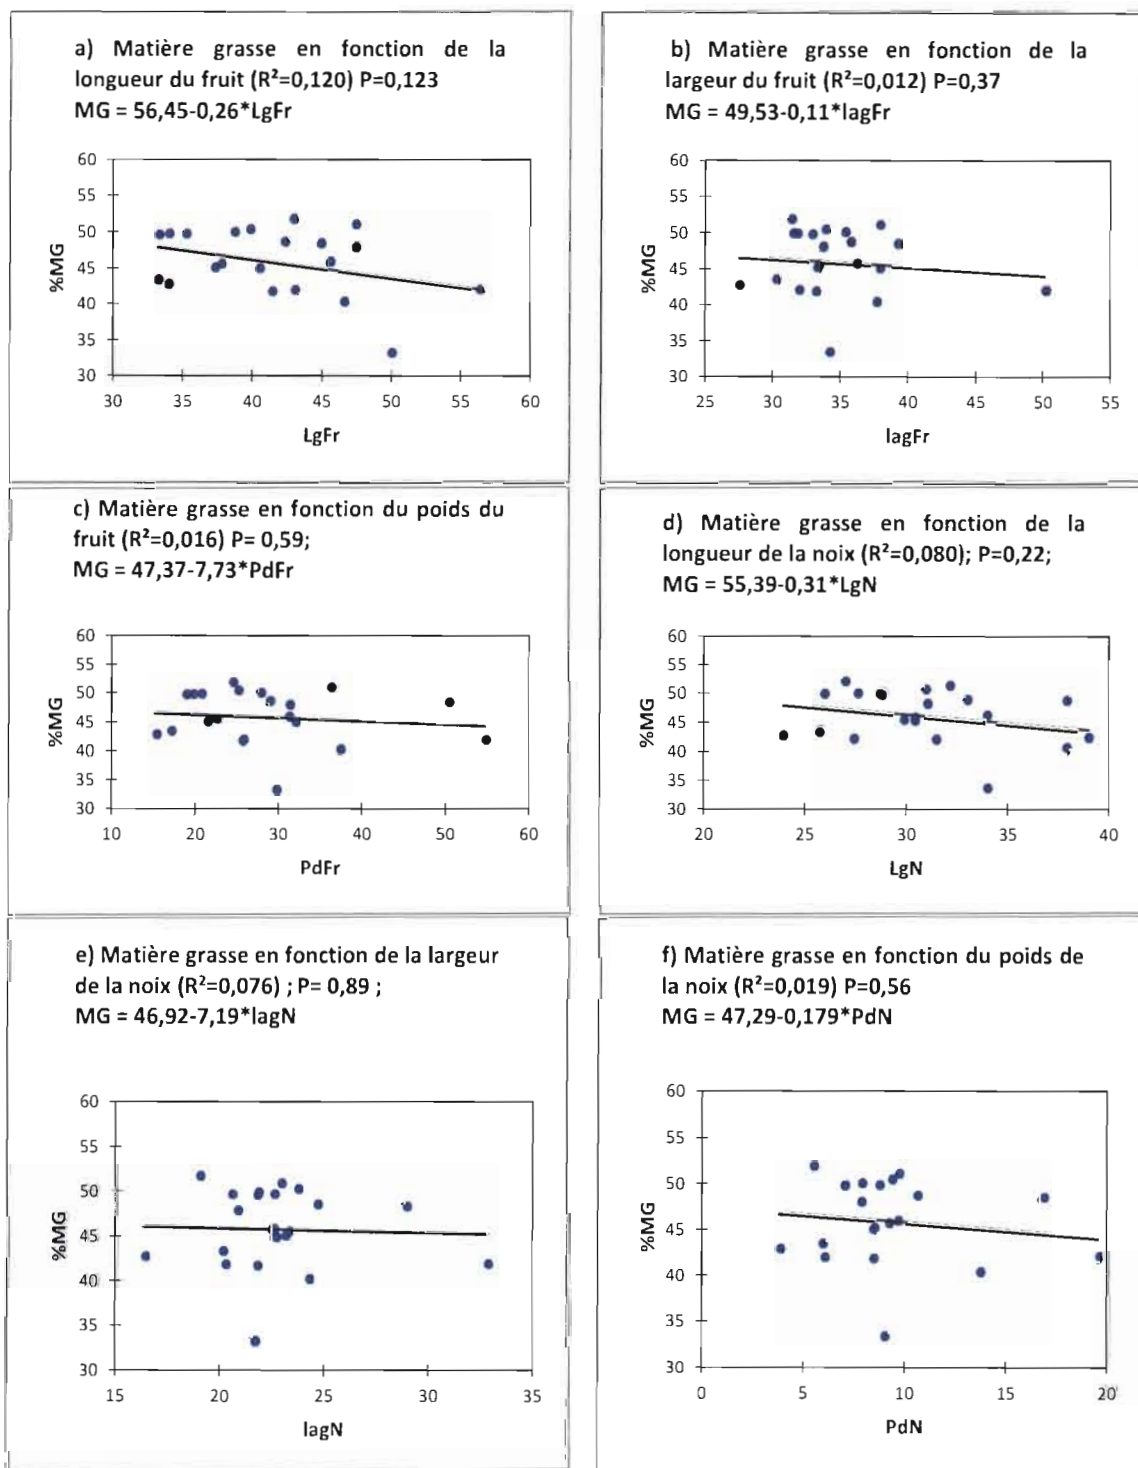 a) Matière grasse en fonction de la
longueur du fruit (R²=0,120) P=0,123
MG = 56,45-0,26*LgFr
60
55
50
45
40
35
30
%MG
30 35 40 45 50 55 60
LgFr
b) Matière grasse en fonction de la
largeur du fruit (R²=0,012) P=0,37
MG = 49,53-0,11*lagFr
60
55
50
45
40
35
30
%MG
25 30 35 40 45 50 55
lagFr
c) Matière grasse en fonction du poids du
fruit (R²=0,016) P= 0,59;
MG = 47,37-7,73*PdFr
60
55
50
45
40
35
30
%MG
10 20 30 40 50 60
PdFr
d) Matière grasse en fonction de la
longueur de la noix (R²=0,080); P=0,22;
MG = 55,39-0,31*LgN
60
55
50
45
40
35
30
%MG
20 25 30 35 40
LgN
e) Matière grasse en fonction de la largeur
de la noix (R²=0,076) ; P= 0,89 ;
MG = 46,92-7,19*lagN
60
55
50
45
40
35
30
%MG
15 20 25 30 35
lagN
f) Matière grasse en fonction du poids de
la noix (R²=0,019) P=0,56
MG = 47,29-0,179*PdN
60
55
50
45
40
35
30
%MG
0 5 10 15 20
PdN